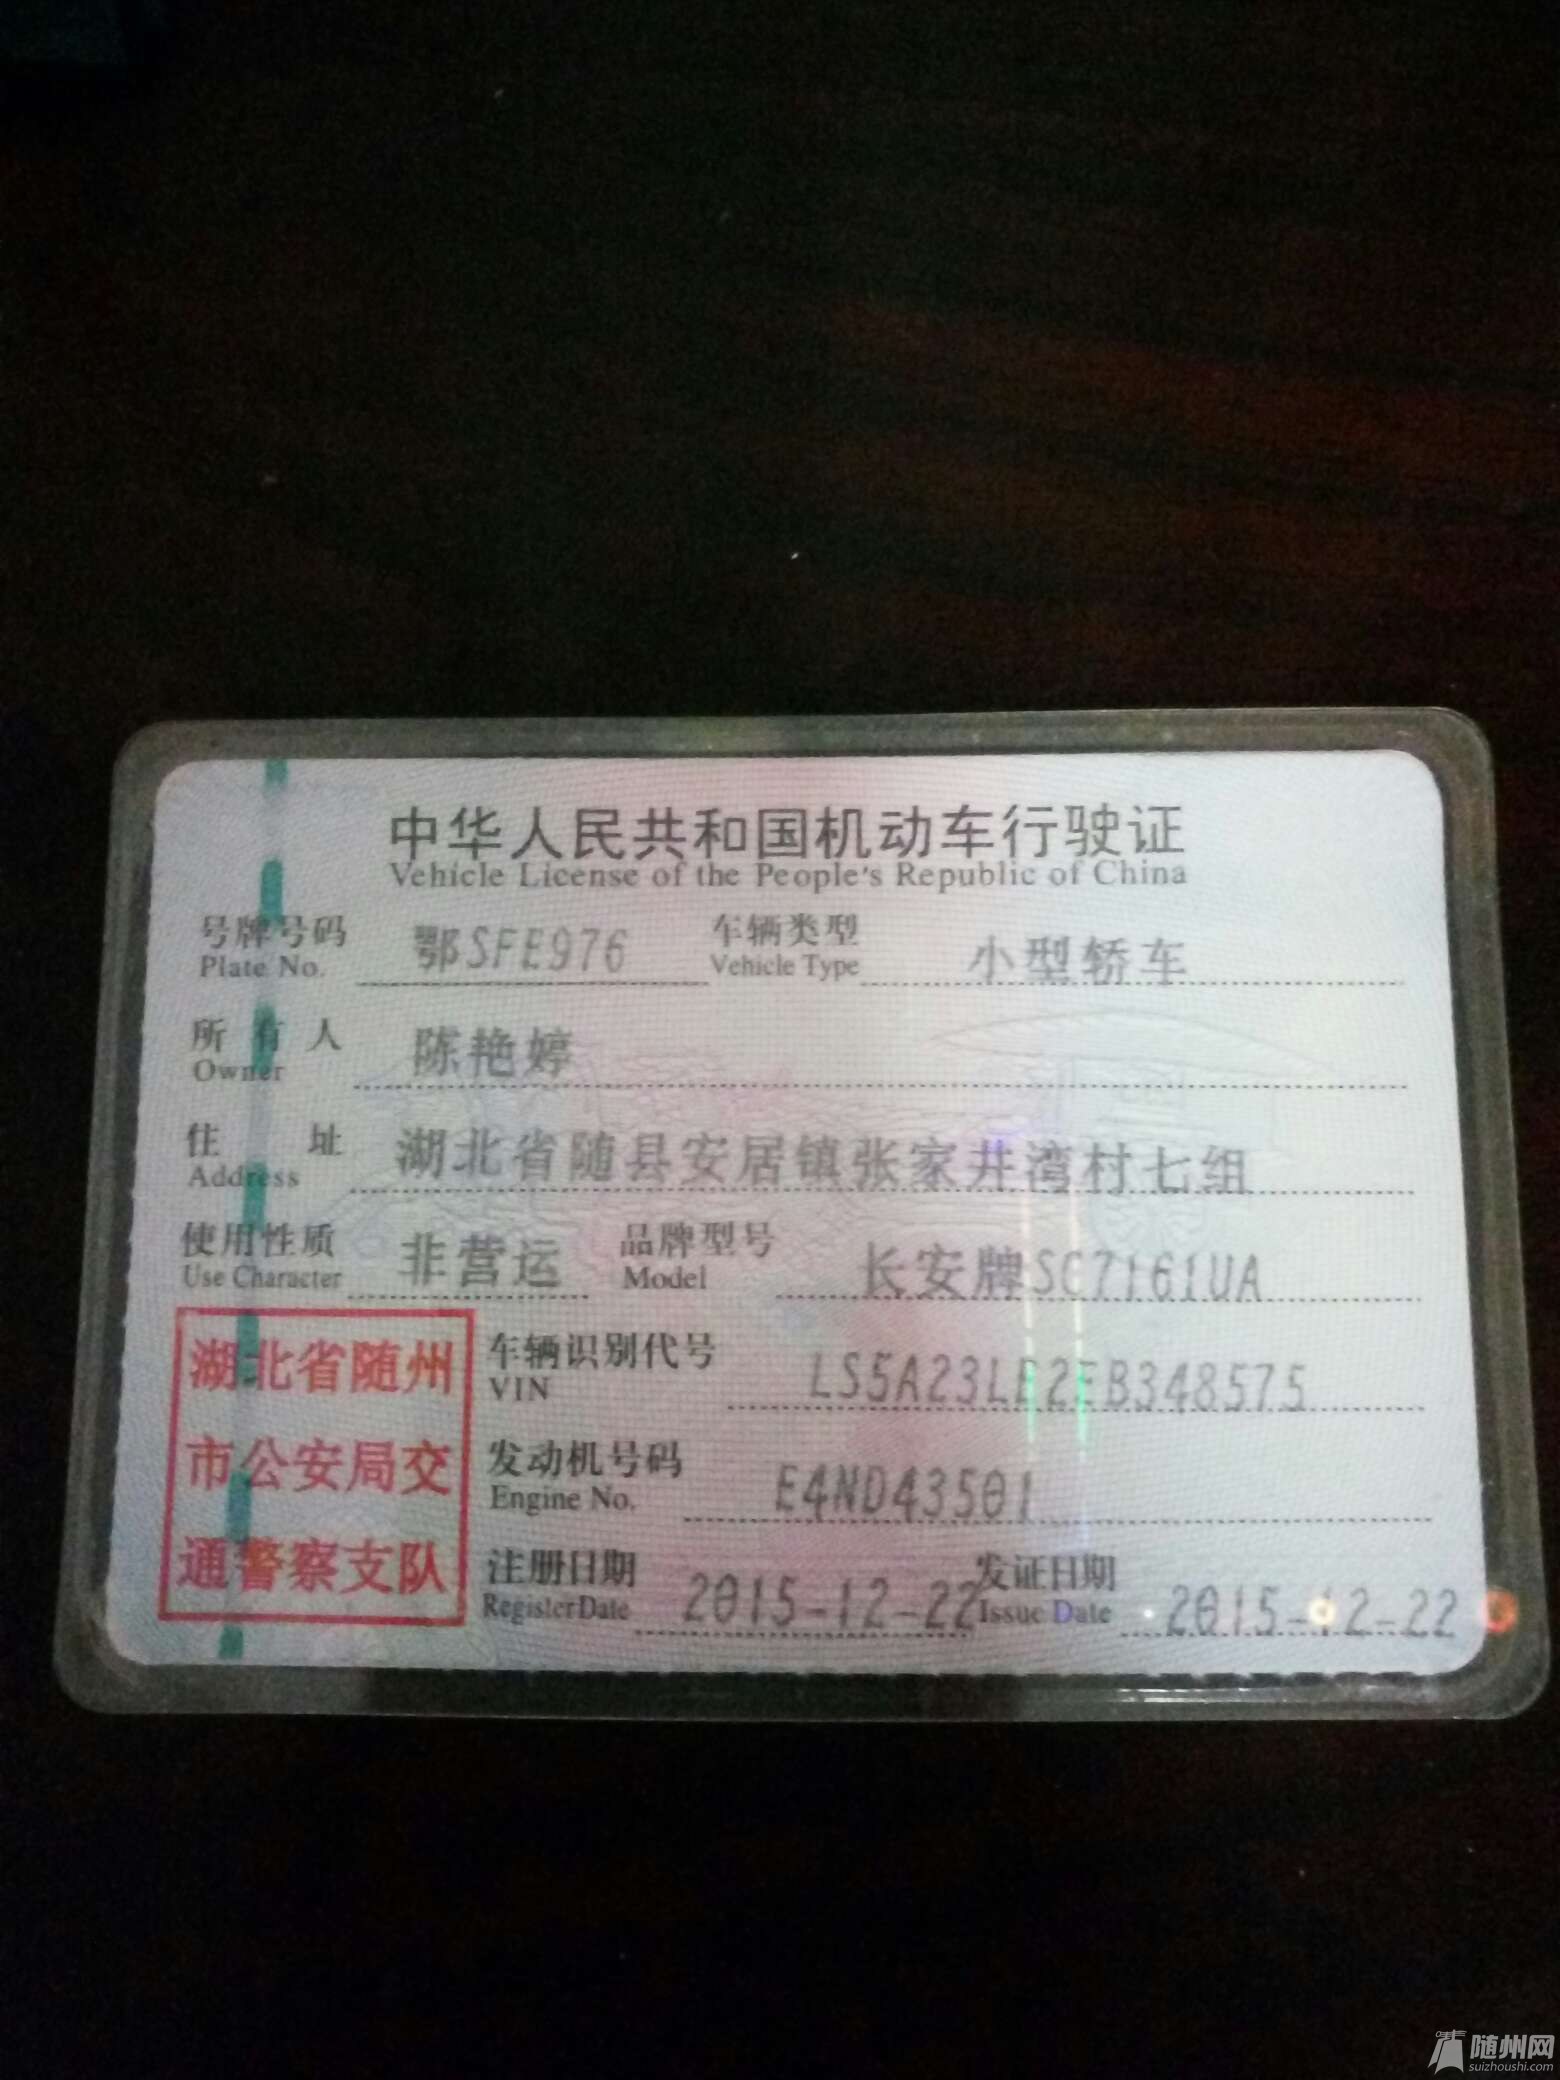 中华人民共和国机动车行驶证
Vehicle License of the People's Republic of China
号牌号码 鄂SFE976 车辆类型 小型轿车
Plate No. Vehicle Type
所有人 陈艳婷
Owner
住址 湖北省随县安居镇张家井湾村七组
Address
使用性质 非营运 品牌型号 长安牌SC7161UA
Use Character Model
湖北省随州
市公安局交
通警察支队
车辆识别代号
VIN
发动机号码 E4ND43501
Engine No.
注册日期 2015-12-22 发证日期 2015-12-22
Register Date Issue Date
随州网
suizhoushi.com